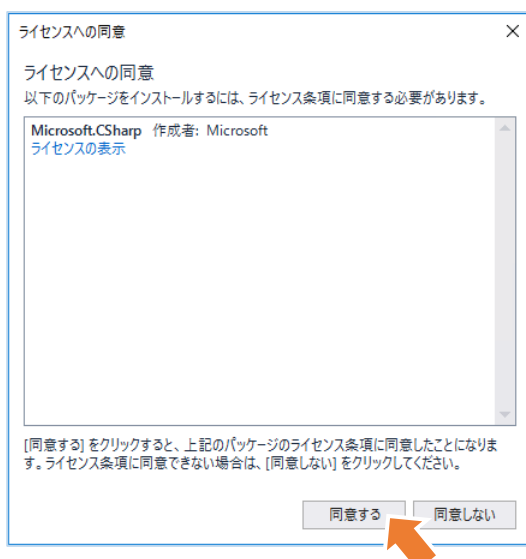 ライセンスへの同意
ライセンスへの同意
以下のパッケージをインストールするには、ライセンス条項に同意する必要があります。
Microsoft.CSharp 作成者: Microsoft
ライセンスの表示
[同意する] をクリックすると、上記のパッケージのライセンス条項に同意したことになりま
す。ライセンス条項に同意できない場合は、[同意しない] をクリックしてください。
同意する 同意しない